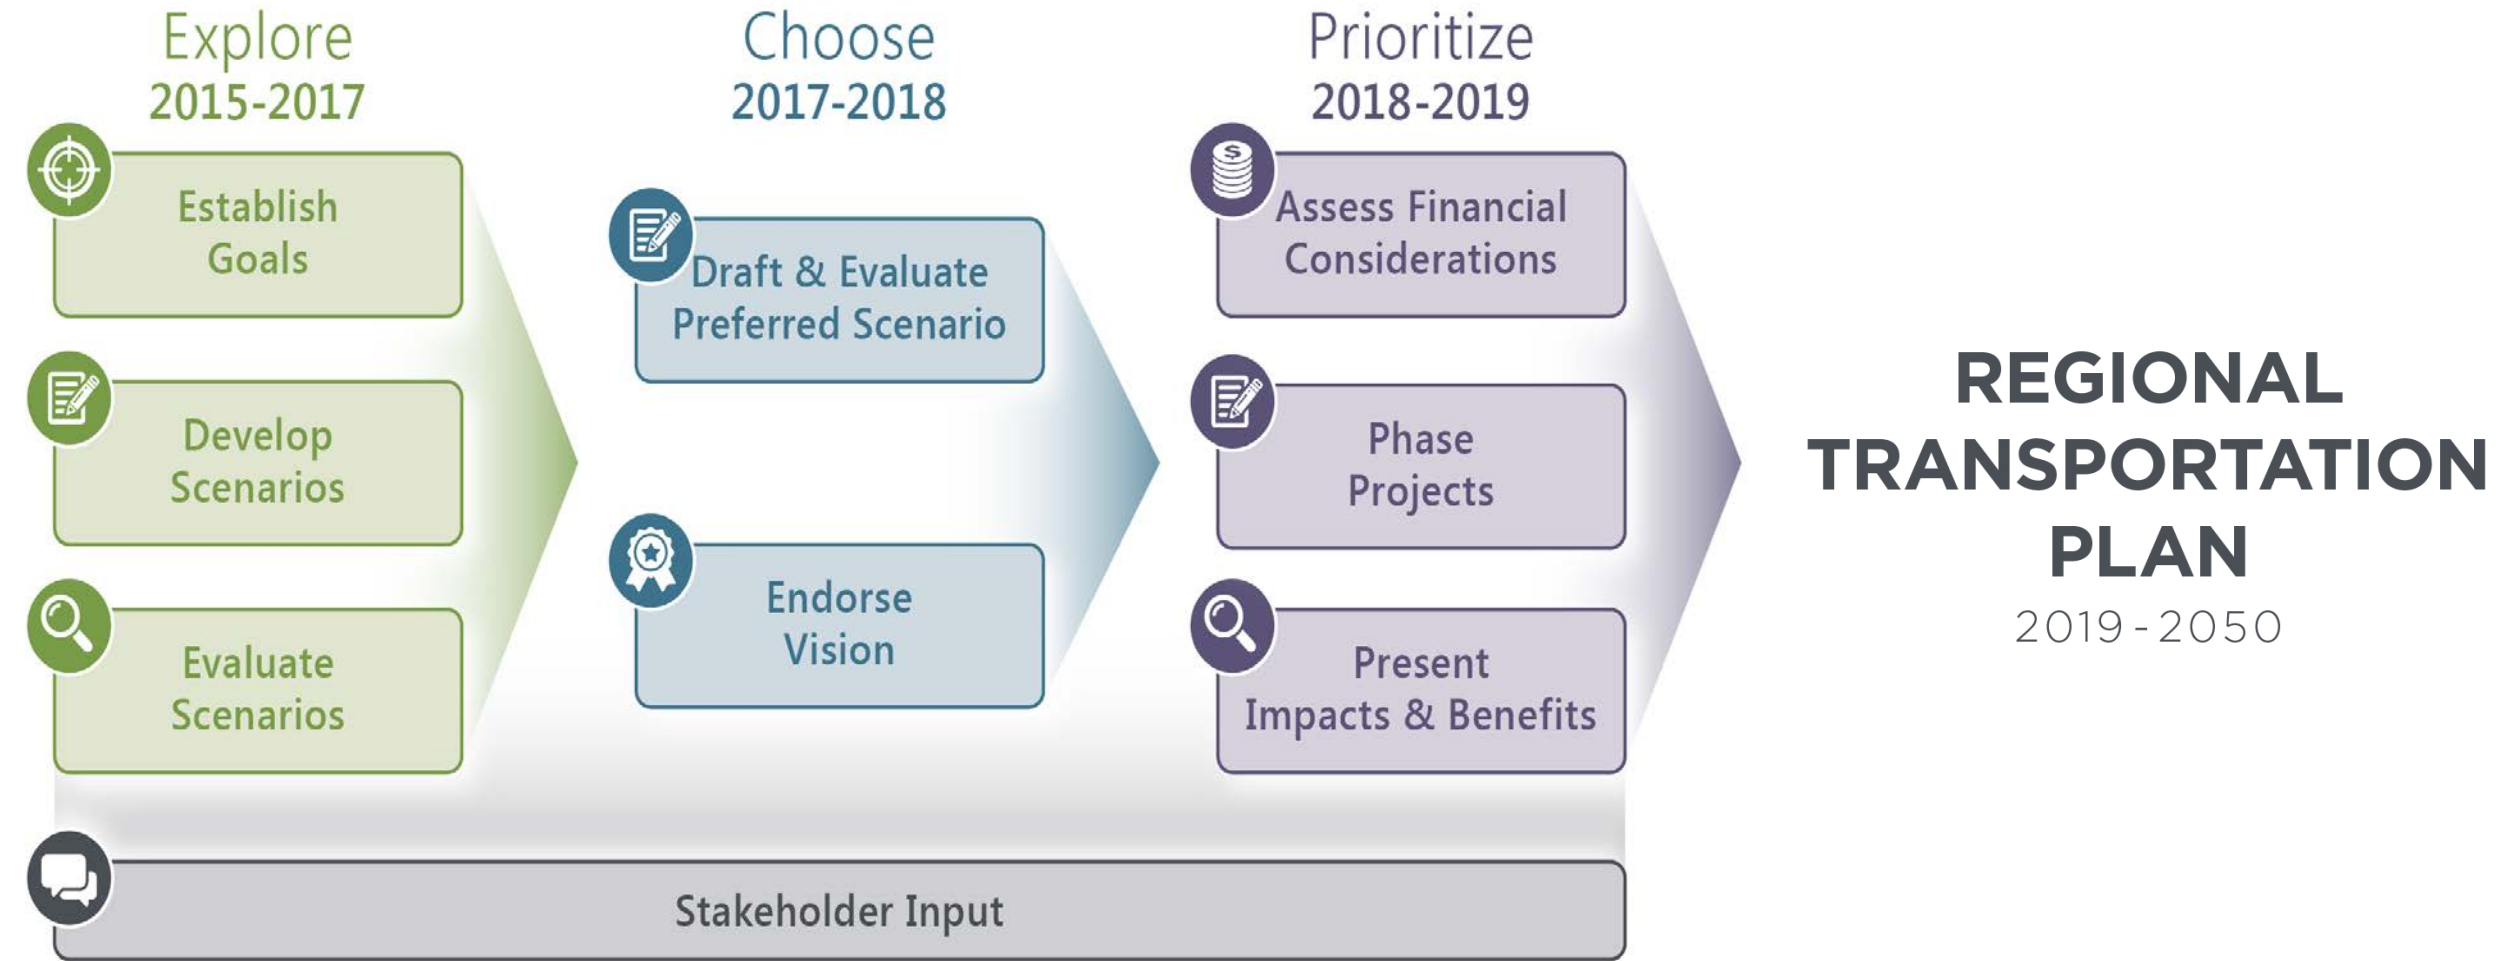 Explore
2015-2017
Establish
Goals
Develop
Scenarios
Evaluate
Scenarios
Choose
2017-2018
Draft & Evaluate
Preferred Scenario
Endorse
Vision
Prioritize
2018-2019
$
Assess Financial
Considerations
Phase
Projects
Present
Impacts & Benefits
Stakeholder Input
REGIONAL
TRANSPORTATION
PLAN
2019-2050